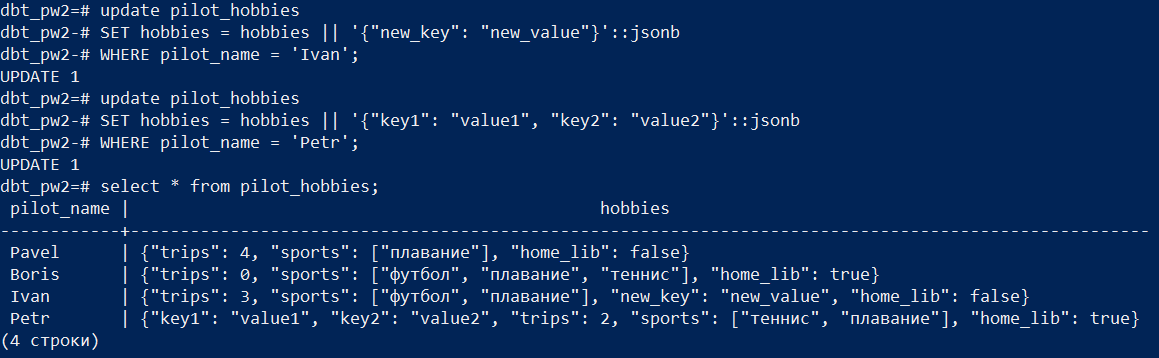 dbt_pw2=# update pilot_hobbies
dbt_pw2-# SET hobbies = hobbies || '{"new_key": "new_value"}'::jsonb
dbt_pw2-# WHERE pilot_name = 'Ivan';
UPDATE 1
dbt_pw2=# update pilot_hobbies
dbt_pw2-# SET hobbies = hobbies || '{"key1": "value1", "key2": "value2"}'::jsonb
dbt_pw2-# WHERE pilot_name = 'Petr';
UPDATE 1
dbt_pw2=# select * from pilot_hobbies;
 pilot_name |                                            hobbies
------------+------------------------------------------------------------------------------------------------
 Pavel      | {"trips": 4, "sports": ["плавание"], "home_lib": false}
 Boris      | {"trips": 0, "sports": ["футбол", "плавание", "теннис"], "home_lib": true}
 Ivan       | {"trips": 3, "sports": ["футбол", "плавание"], "new_key": "new_value", "home_lib": false}
 Petr       | {"key1": "value1", "key2": "value2", "trips": 2, "sports": ["теннис", "плавание"], "home_lib": true}
(4 строки)